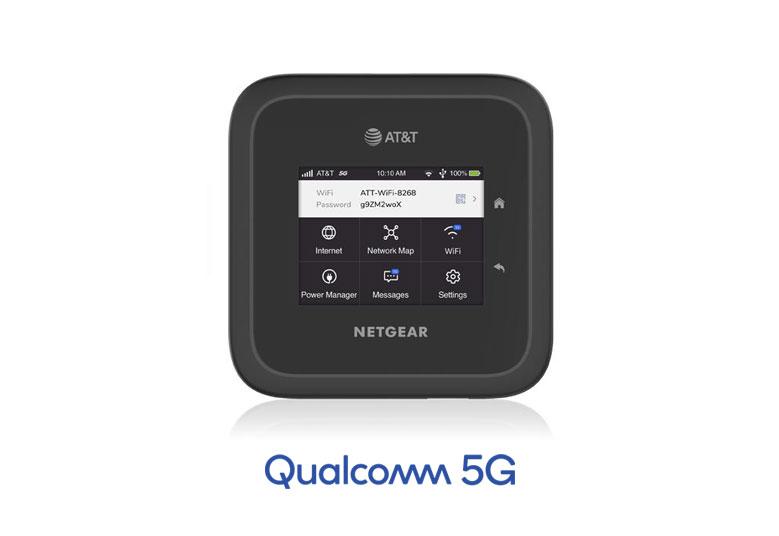 AT&T
AT&T 5G 10:10 AM 100%
WiFi ATT-WiFi-8268
Password g9ZM2woX
Internet Network Map WiFi
Power Manager Messages Settings
NETGEAR
Qualcomm 5G